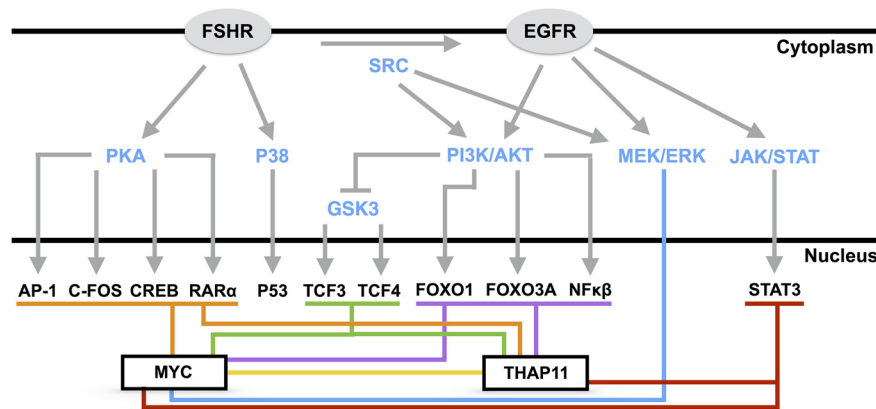 FSHR EGFR
Cytoplasm
SRC
PKA P38 PI3K/AKT MEK/ERK JAK/STAT
GSK3
Nucleus
AP-1 C-FOS CREB RARα P53 TCF3 TCF4 FOXO1 FOXO3A NFκβ STAT3
MYC THAP11